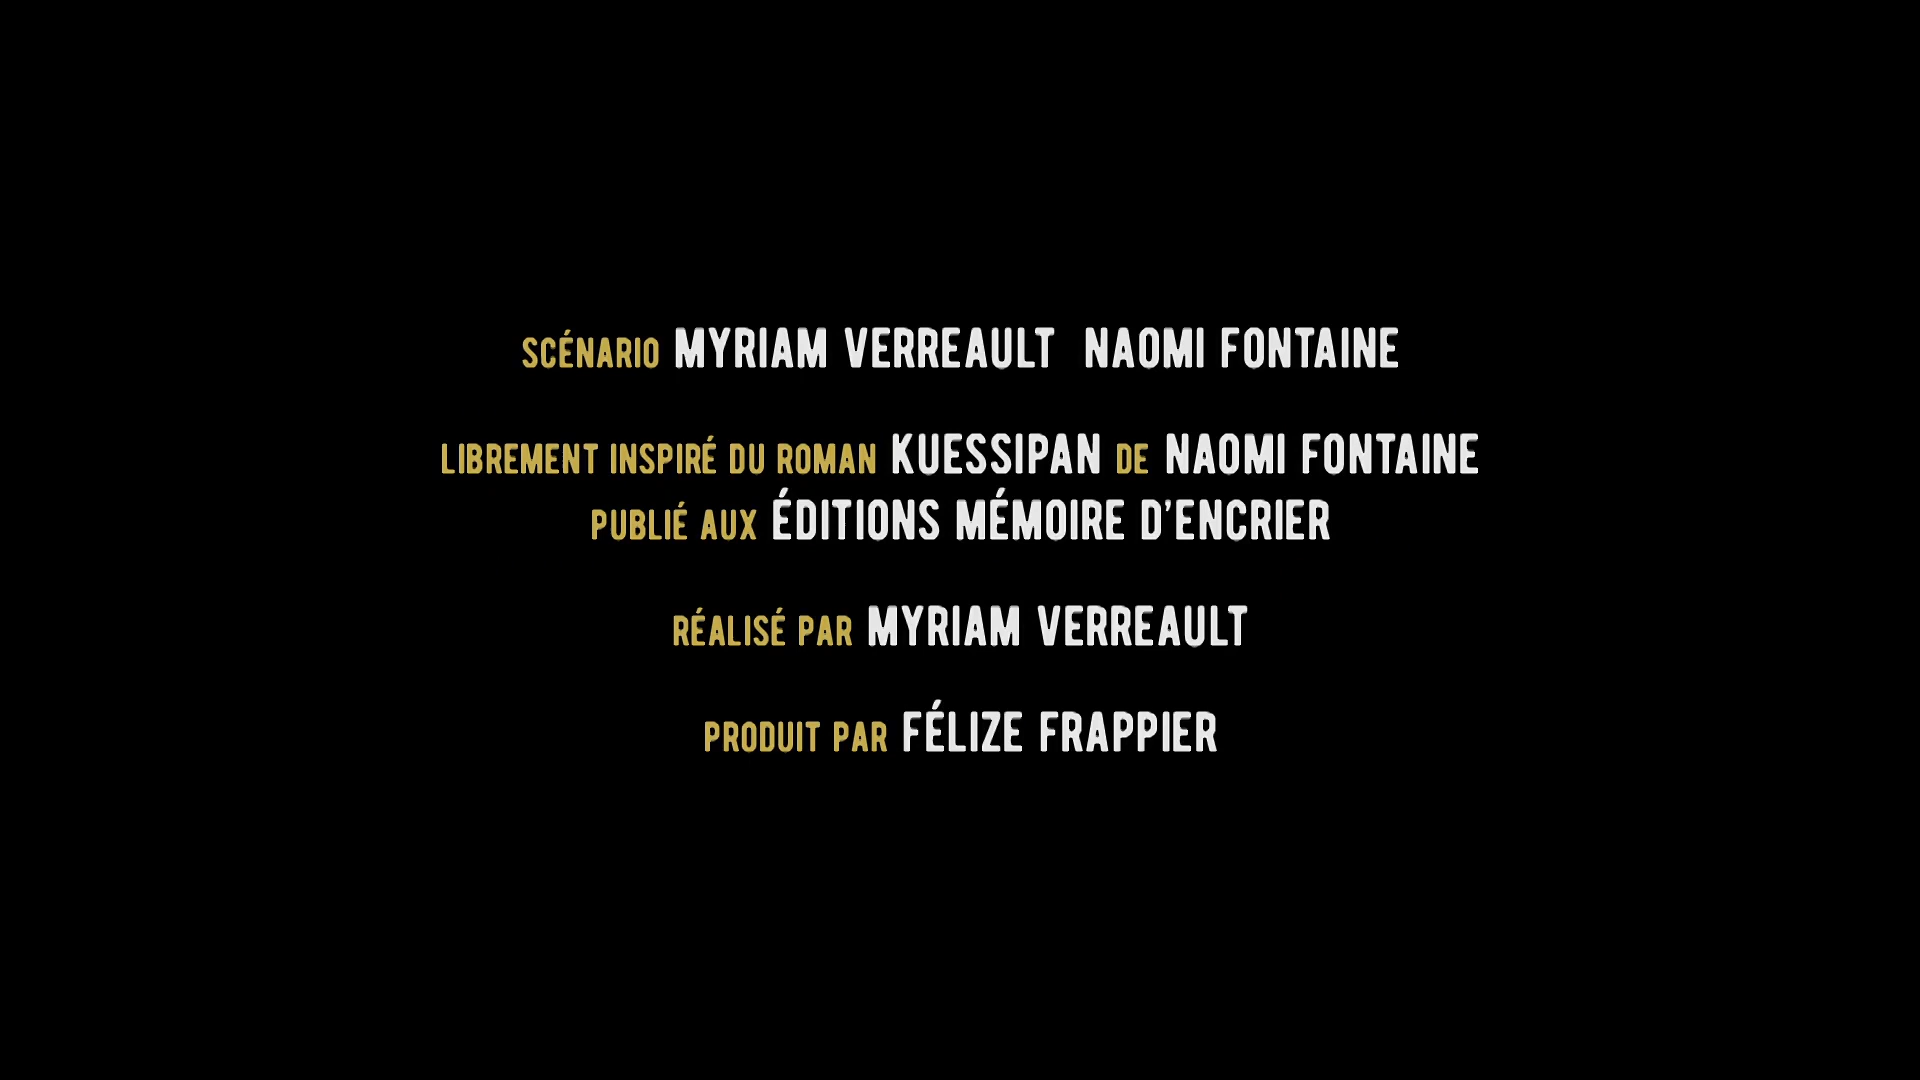 SCÉNARIO MYRIAM VERREAULT NAOMI FONTAINE
LIBREMENT INSPIRÉ DU ROMAN KUESSIPAN DE NAOMI FONTAINE
PUBLIÉ AUX ÉDITIONS MÉMOIRE D'ENCRIER
RÉALISÉ PAR MYRIAM VERREAULT
PRODUIT PAR FÉLIZE FRAPPIER